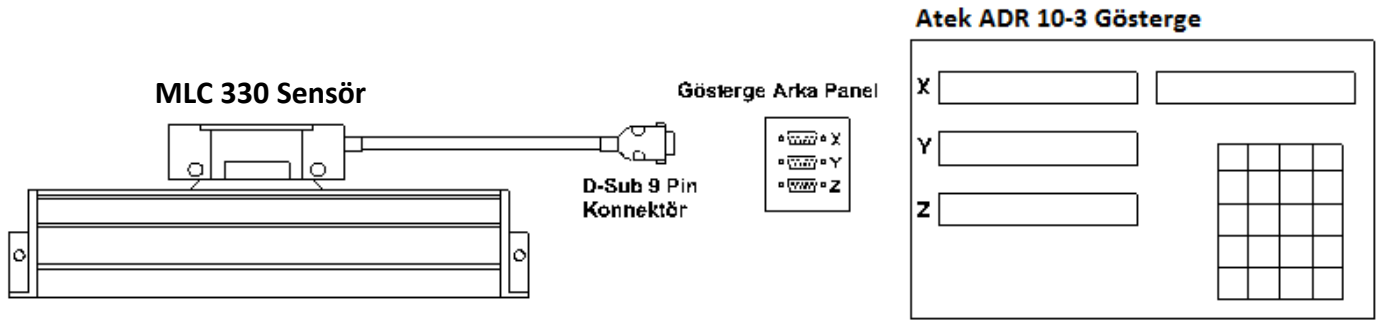 Atek ADR 10-3 Gösterge
MLC 330 Sensör
Gösterge Arka Panel
X
Y
Z
D-Sub 9 Pin
Konnektör
X
Y
Z